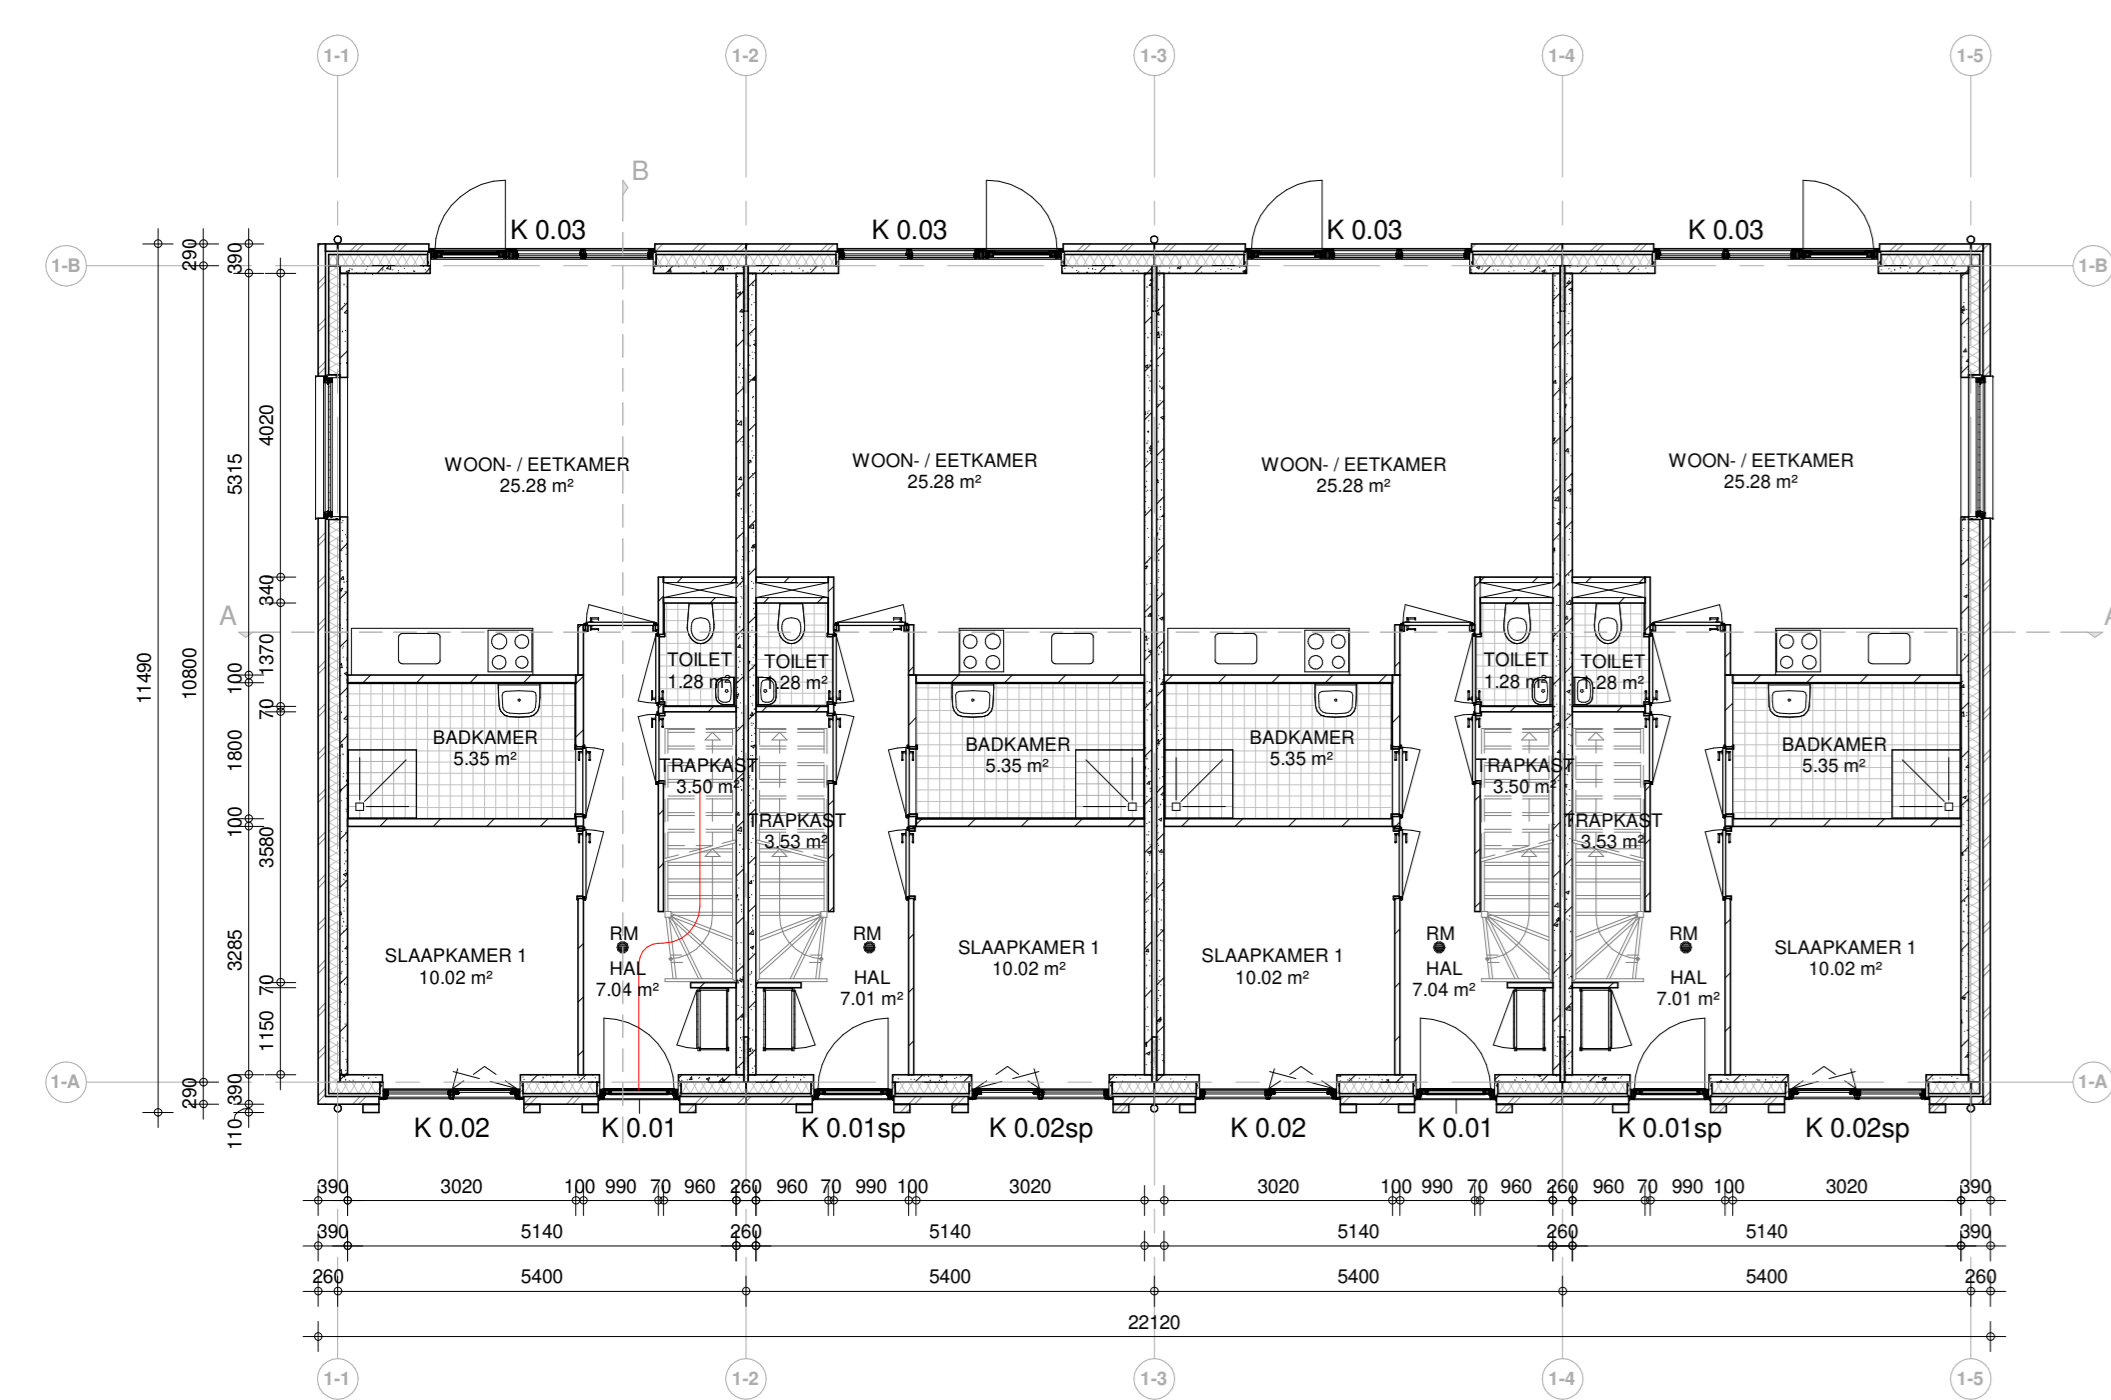 1-1 1-2 1-3 1-4 1-5
B
K 0.03 K 0.03 K 0.03 K 0.03
1-B 1-B
290 390
WOON- / EETKAMER WOON- / EETKAMER WOON- / EETKAMER WOON- / EETKAMER
25.28 m² 25.28 m² 25.28 m² 25.28 m²
4020
5315
340
A
1370
11490
10800
100
70
TOILET TOILET TOILET TOILET
1.28 m² 1.28 m² 1.28 m² 1.28 m²
BADKAMER BADKAMER BADKAMER BADKAMER
5.35 m² 5.35 m² 5.35 m² 5.35 m²
1800
TRAPKAST TRAPKAST
3.50 m² 3.50 m²
TRAPKAST TRAPKAST
3.53 m² 3.53 m²
100
3580
RM RM RM RM
SLAAPKAMER 1 SLAAPKAMER 1 SLAAPKAMER 1 SLAAPKAMER 1
10.02 m² 10.02 m² 10.02 m² 10.02 m²
HAL HAL HAL HAL
7.04 m² 7.01 m² 7.04 m² 7.01 m²
3285
70
1150
1-A 1-A
290 390
110
K 0.02 K 0.01 K 0.01sp K 0.02sp K 0.02 K 0.01 K 0.01sp K 0.02sp
390 3020 100 990 70 960 260 960 70 990 100 3020 3020 100 990 70 960 260 960 70 990 100 3020 390
390 5140 260 5140 5140 260 5140 390
260 5400 5400 5400 5400 260
22120
1-1 1-2 1-3 1-4 1-5